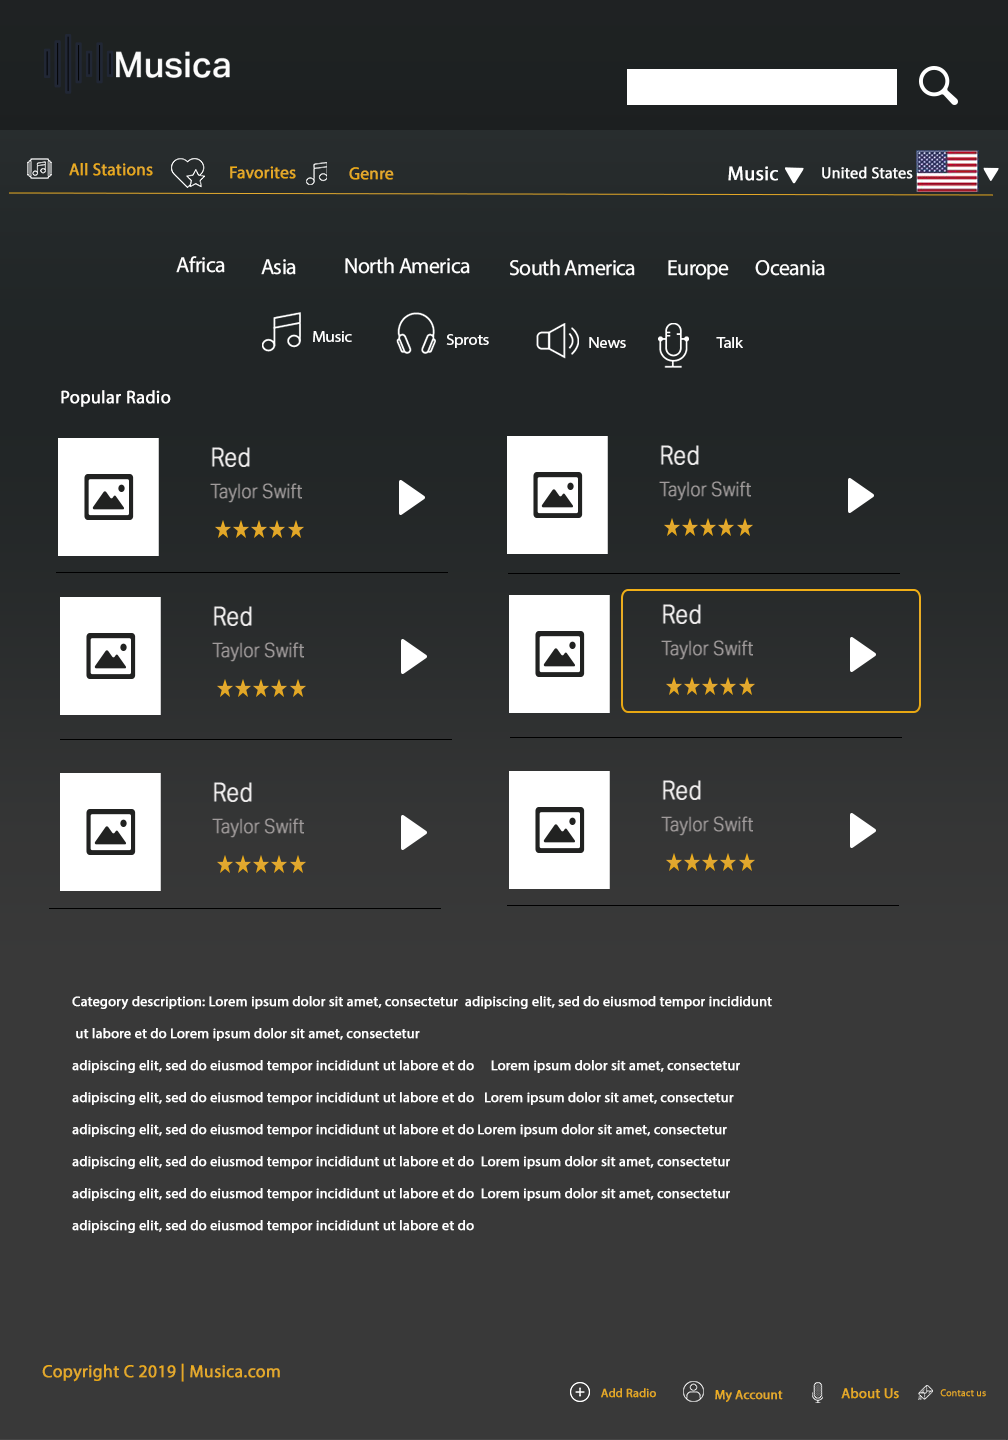 Musica
All Stations Favorites Genre Music United States
Africa Asia North America South America Europe Oceania
Music Sprots News Talk
Popular Radio
Red
Taylor Swift
Red
Taylor Swift
Red
Taylor Swift
Red
Taylor Swift
Red
Taylor Swift
Red
Taylor Swift
Category description: Lorem ipsum dolor sit amet, consectetur adipiscing elit, sed do eiusmod tempor incididunt
ut labore et do Lorem ipsum dolor sit amet, consectetur
adipiscing elit, sed do eiusmod tempor incididunt ut labore et do Lorem ipsum dolor sit amet, consectetur
adipiscing elit, sed do eiusmod tempor incididunt ut labore et do Lorem ipsum dolor sit amet, consectetur
adipiscing elit, sed do eiusmod tempor incididunt ut labore et do Lorem ipsum dolor sit amet, consectetur
adipiscing elit, sed do eiusmod tempor incididunt ut labore et do Lorem ipsum dolor sit amet, consectetur
adipiscing elit, sed do eiusmod tempor incididunt ut labore et do Lorem ipsum dolor sit amet, consectetur
adipiscing elit, sed do eiusmod tempor incididunt ut labore et do
Copyright C 2019 | Musica.com
Add Radio My Account About Us Contact us